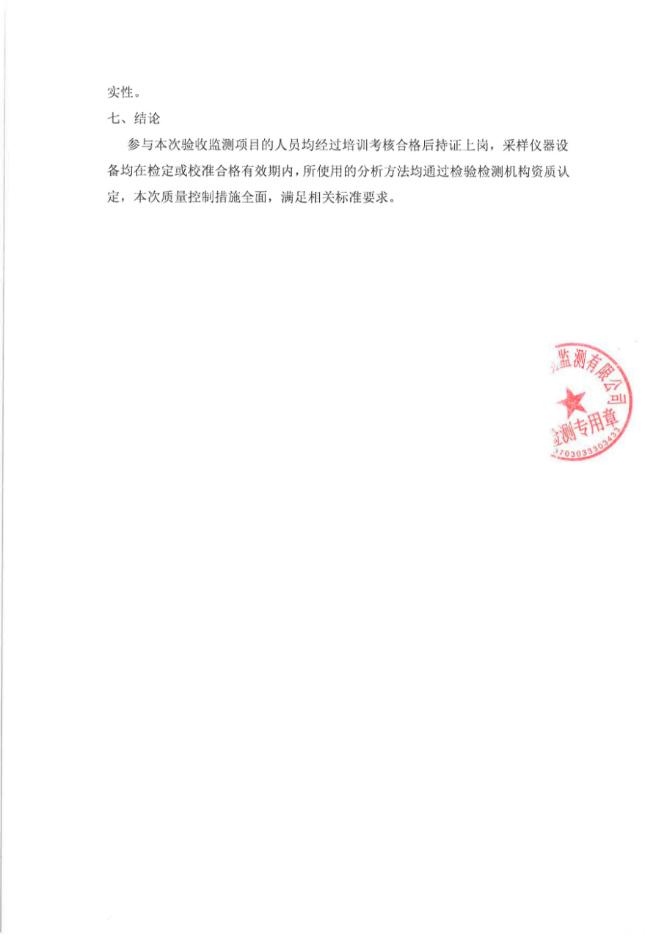 实性。
七、结论
参与本次验收监测项目的人员均经过培训考核合格后持证上岗，采样仪器设
备均在检定或校准合格有效期内，所使用的分析方法均通过检验检测机构资质认
定，本次质量控制措施全面，满足相关标准要求。
监测有限公司
测专用章
3703033303433